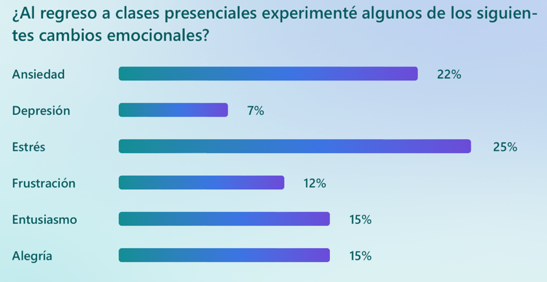 ¿Al regreso a clases presenciales experimenté algunos de los siguien-
tes cambios emocionales?
Ansiedad 22%
Depresión 7%
Estrés 25%
Frustración 12%
Entusiasmo 15%
Alegría 15%